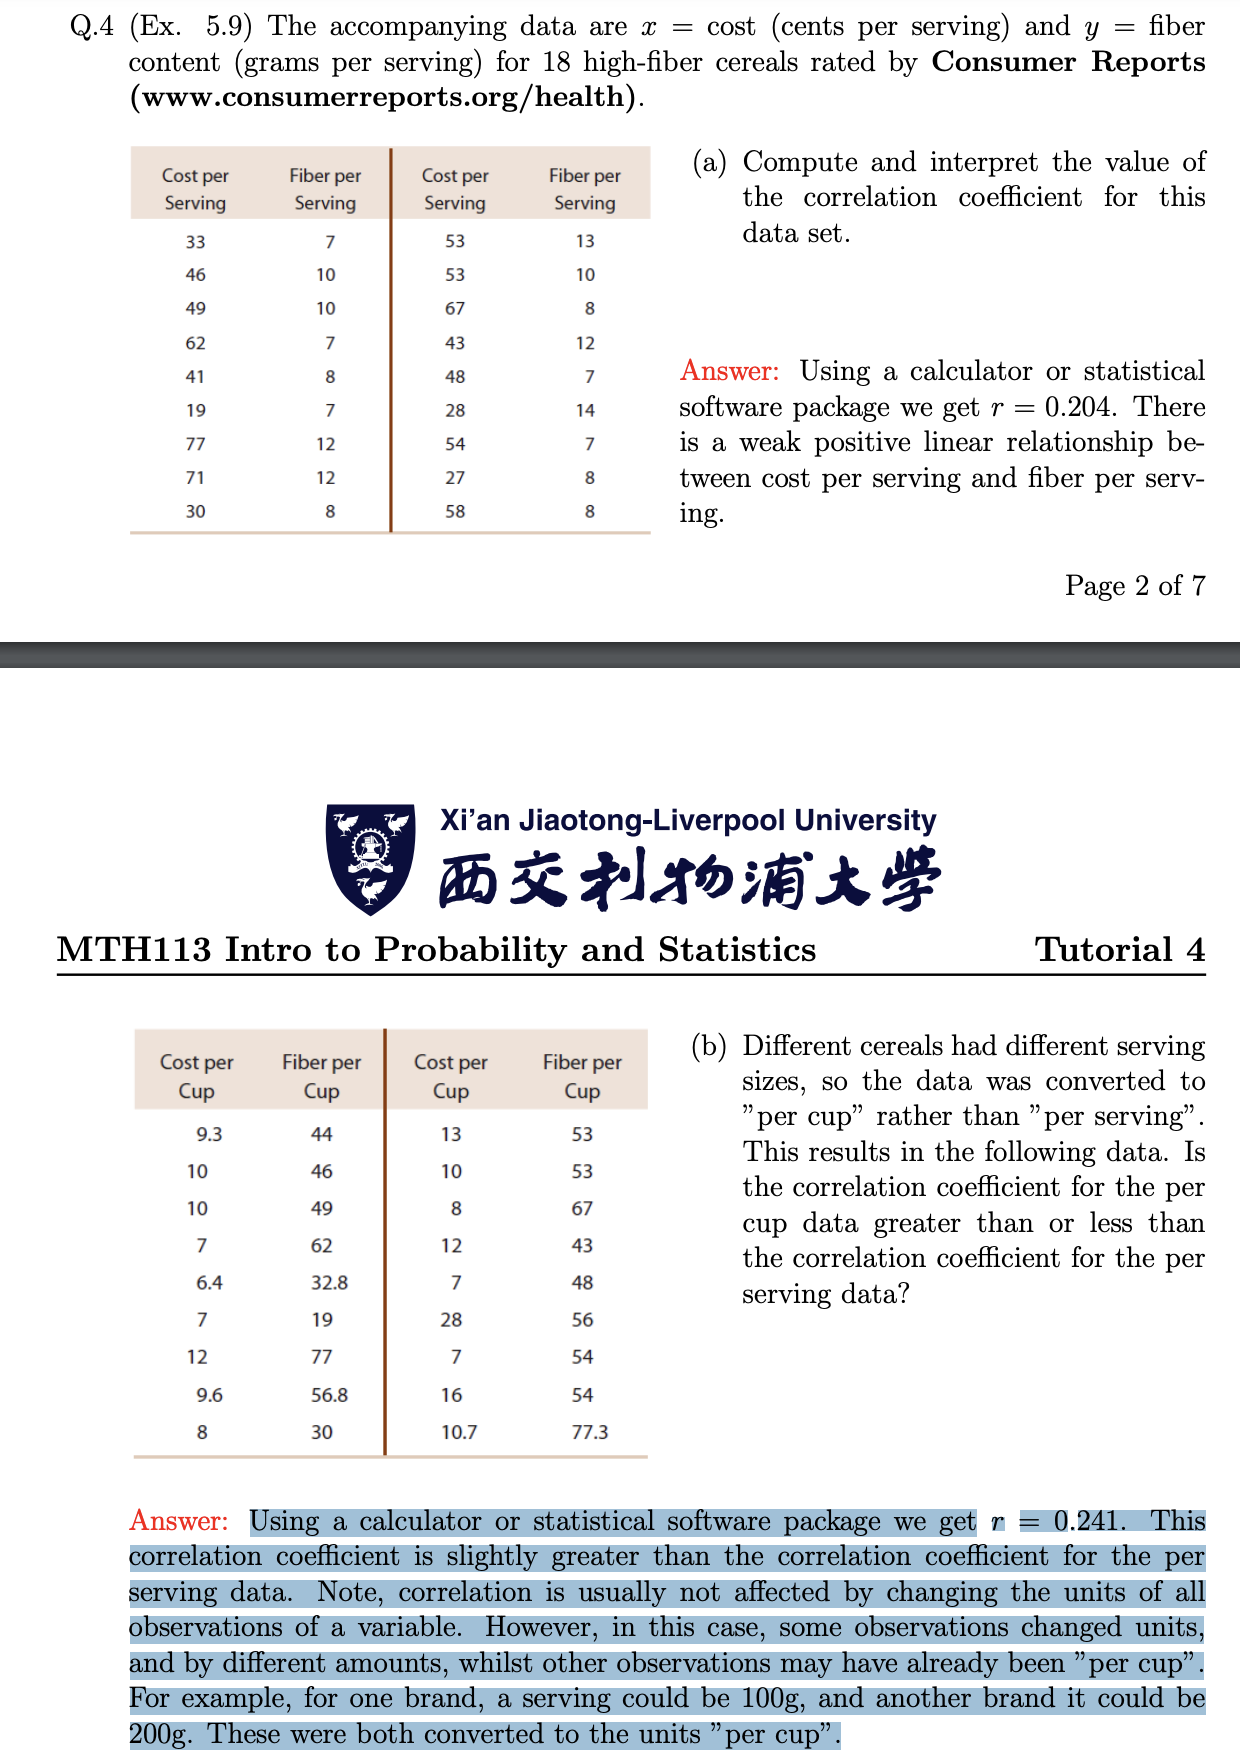 Q.4 (Ex. 5.9) The accompanying data are x = cost (cents per serving) and y = fiber
content (grams per serving) for 18 high-fiber cereals rated by Consumer Reports
(www.consumerreports.org/health).
Cost per Serving Fiber per Serving Cost per Serving Fiber per Serving
33 7 53 13
46 10 53 10
49 10 67 8
62 7 43 12
41 8 48 7
19 7 28 14
77 12 54 7
71 12 27 8
30 8 58 8
(a) Compute and interpret the value of
the correlation coefficient for this
data set.
Answer: Using a calculator or statistical
software package we get r = 0.204. There
is a weak positive linear relationship be-
tween cost per serving and fiber per serv-
ing.
Page 2 of 7
Xi'an Jiaotong-Liverpool University
西交利物浦大学
MTH113 Intro to Probability and Statistics Tutorial 4
Cost per Cup Fiber per Cup Cost per Cup Fiber per Cup
9.3 44 13 53
10 46 10 53
10 49 8 67
7 62 12 43
6.4 32.8 7 48
7 19 28 56
12 77 7 54
9.6 56.8 16 54
8 30 10.7 77.3
(b) Different cereals had different serving
sizes, so the data was converted to
"per cup" rather than "per serving".
This results in the following data. Is
the correlation coefficient for the per
cup data greater than or less than
the correlation coefficient for the per
serving data?
Answer: Using a calculator or statistical software package we get r = 0.241. This
correlation coefficient is slightly greater than the correlation coefficient for the per
serving data. Note, correlation is usually not affected by changing the units of all
observations of a variable. However, in this case, some observations changed units,
and by different amounts, whilst other observations may have already been "per cup".
For example, for one brand, a serving could be 100g, and another brand it could be
200g. These were both converted to the units "per cup".